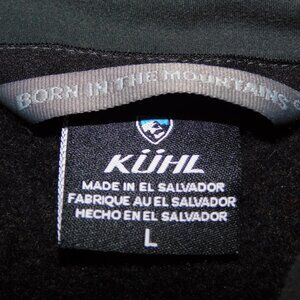 BORN IN THE MOUNTAINS
KÜHL
MADE IN EL SALVADOR
FABRIQUE AU EL SALVADOR
HECHO EN EL SALVADOR
L